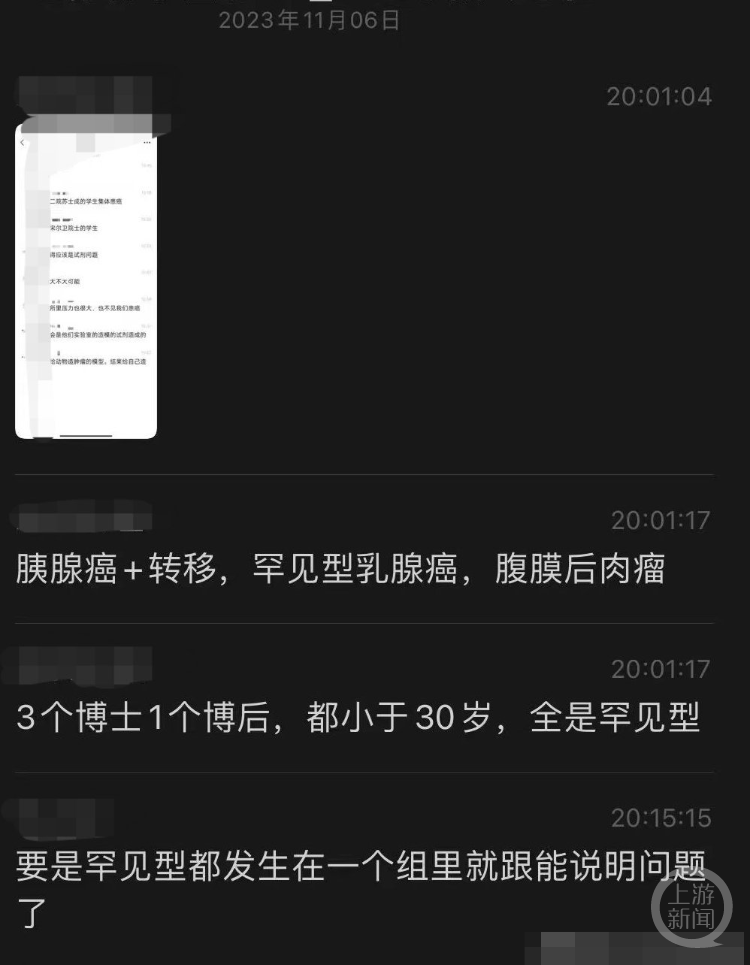 2023年11月06日
20:01:04
二院苏士成的学生集体患癌
宋尔卫院士的学生
得应该是试剂问题
大不大可能
所里压力也很大，也不见我们患癌
会是他们实验室的造模的试剂造成的
给动物造肿瘤的模型，结果给自己造
20:01:17
胰腺癌+转移，罕见型乳腺癌，腹膜后肉瘤
20:01:17
3个博士1个博后，都小于30岁，全是罕见型
20:15:15
要是罕见型都发生在一个组里就跟能说明问题
了
上游
新闻